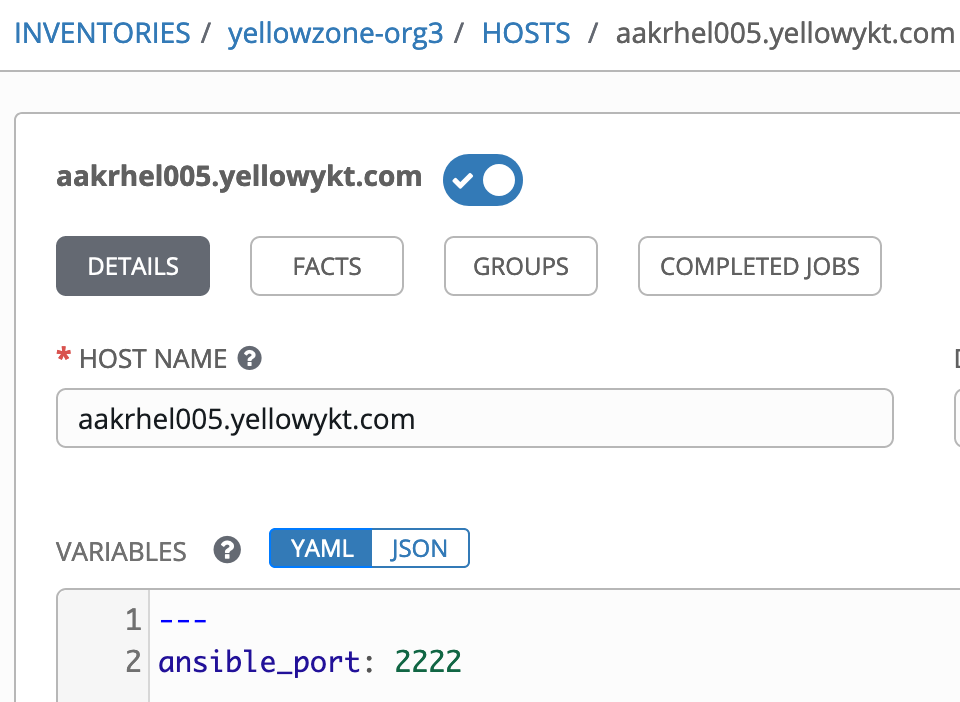 INVENTORIES / yellowzone-org3 / HOSTS / aakrhel005.yellowykt.com
aakrhel005.yellowykt.com
DETAILS FACTS GROUPS COMPLETED JOBS
* HOST NAME ?
aakrhel005.yellowykt.com
VARIABLES ? YAML JSON
1 ---
2 ansible_port: 2222